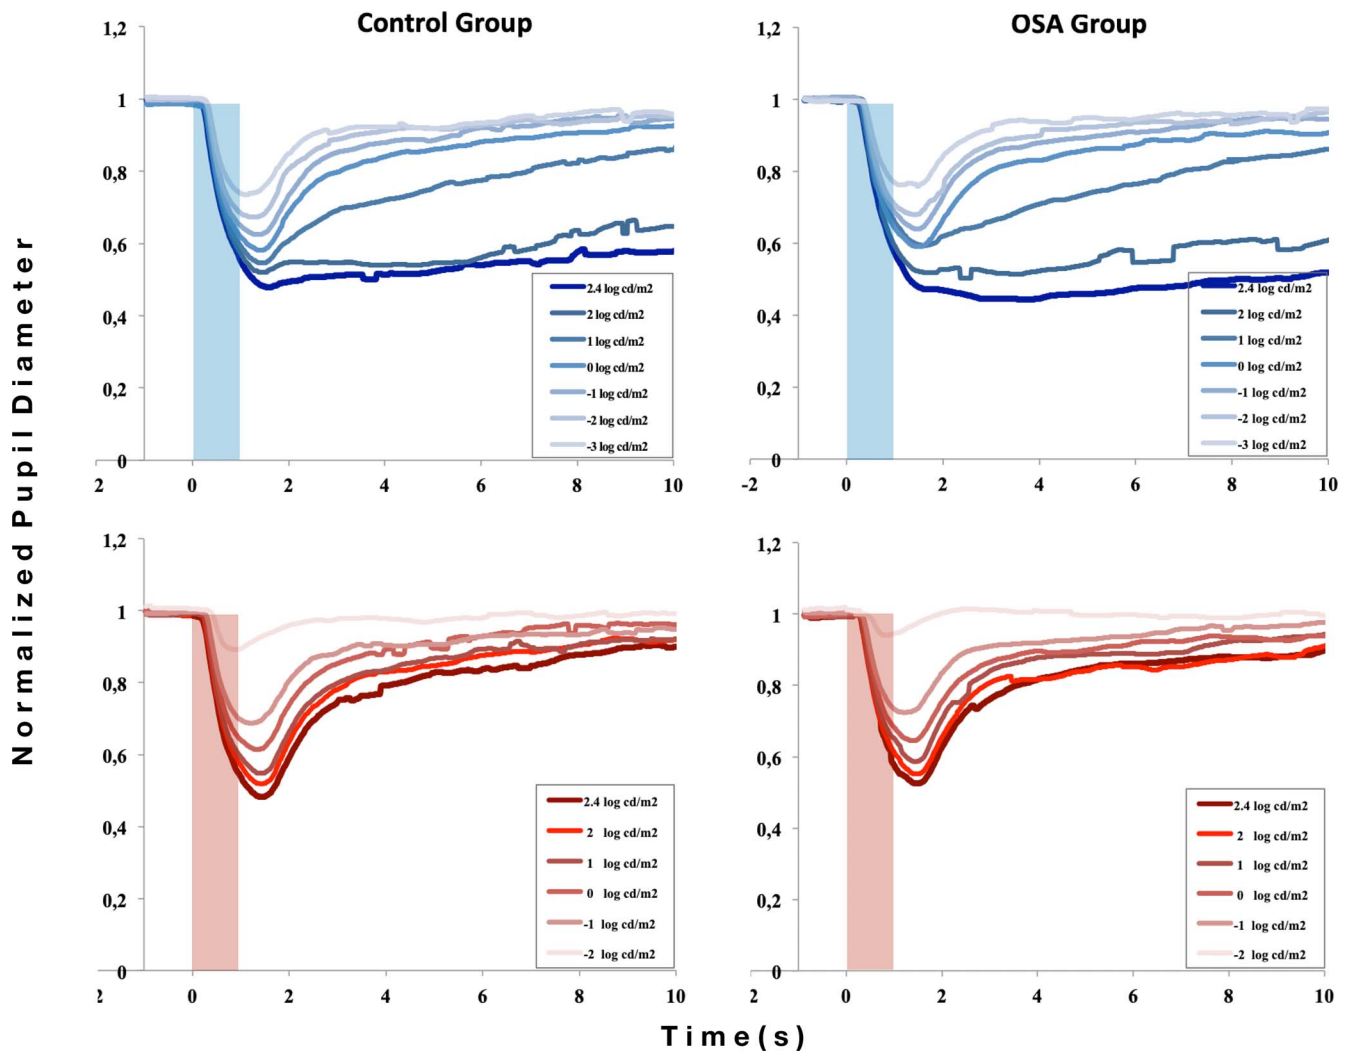 Control Group
OSA Group
Normalized Pupil Diameter
1,2
1
0,8
0,6
0,4
0,2
0
2 0 2 4 6 8 10
2.4 log cd/m2
2 log cd/m2
1 log cd/m2
0 log cd/m2
-1 log cd/m2
-2 log cd/m2
-3 log cd/m2
1,2
1
0,8
0,6
0,4
0,2
0
-2 0 2 4 6 8 10
2.4 log cd/m2
2 log cd/m2
1 log cd/m2
0 log cd/m2
-1 log cd/m2
-2 log cd/m2
-3 log cd/m2
1,2
1
0,8
0,6
0,4
0,2
0
2 0 2 4 6 8 10
2.4 log cd/m2
2 log cd/m2
1 log cd/m2
0 log cd/m2
-1 log cd/m2
-2 log cd/m2
1,2
1
0,8
0,6
0,4
0,2
0
2 0 2 4 6 8 10
2.4 log cd/m2
2 log cd/m2
1 log cd/m2
0 log cd/m2
-1 log cd/m2
-2 log cd/m2
Time(s)